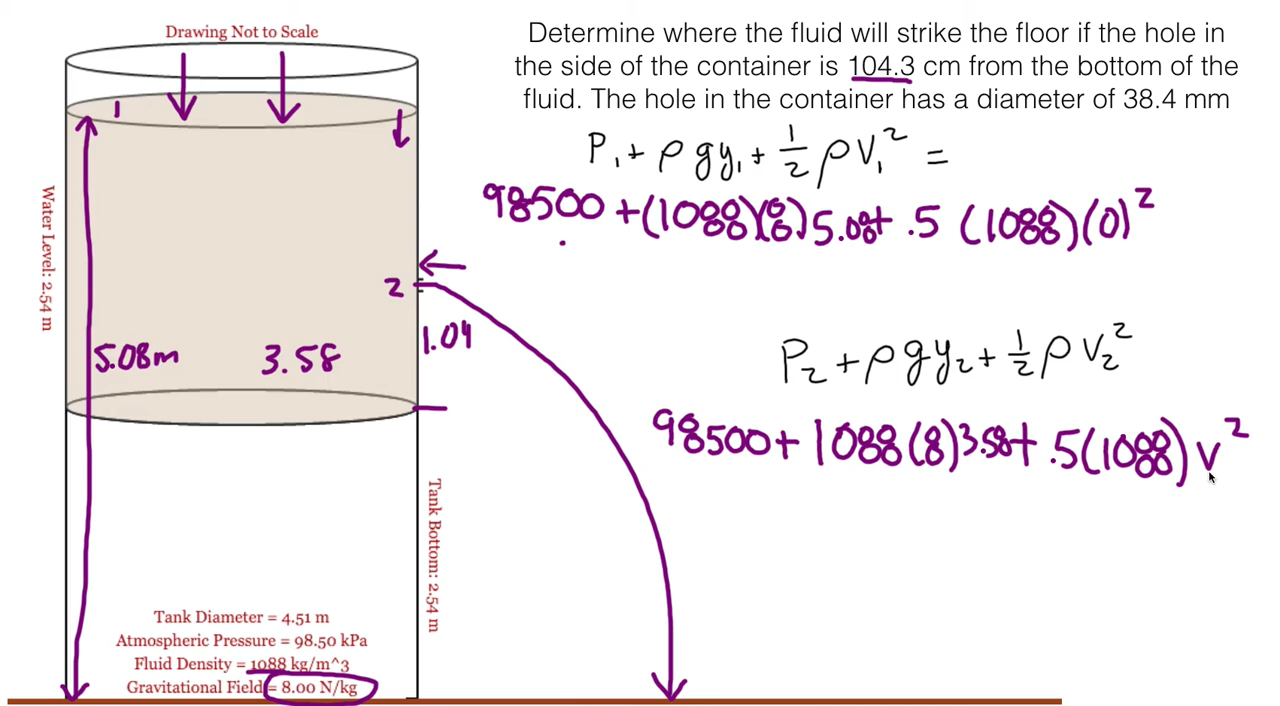 Drawing Not to Scale
Determine where the fluid will strike the floor if the hole in
the side of the container is 104.3 cm from the bottom of the
fluid. The hole in the container has a diameter of 38.4 mm
1
P₁ + ρgy₁ + 1/2 ρV₁² =
98500 + (1088)(8)5.08 + .5 (1088)(0)²
Water Level: 2.54 m
2
1.04
5.08m
3.58
P₂ + ρgy₂ + 1/2 ρV₂²
98500 + 1088(8)3.58 + .5(1088) v²
Tank Bottom: 2.54 m
Tank Diameter = 4.51 m
Atmospheric Pressure = 98.50 kPa
Fluid Density = 1088 kg/m^3
Gravitational Field = 8.00 N/kg